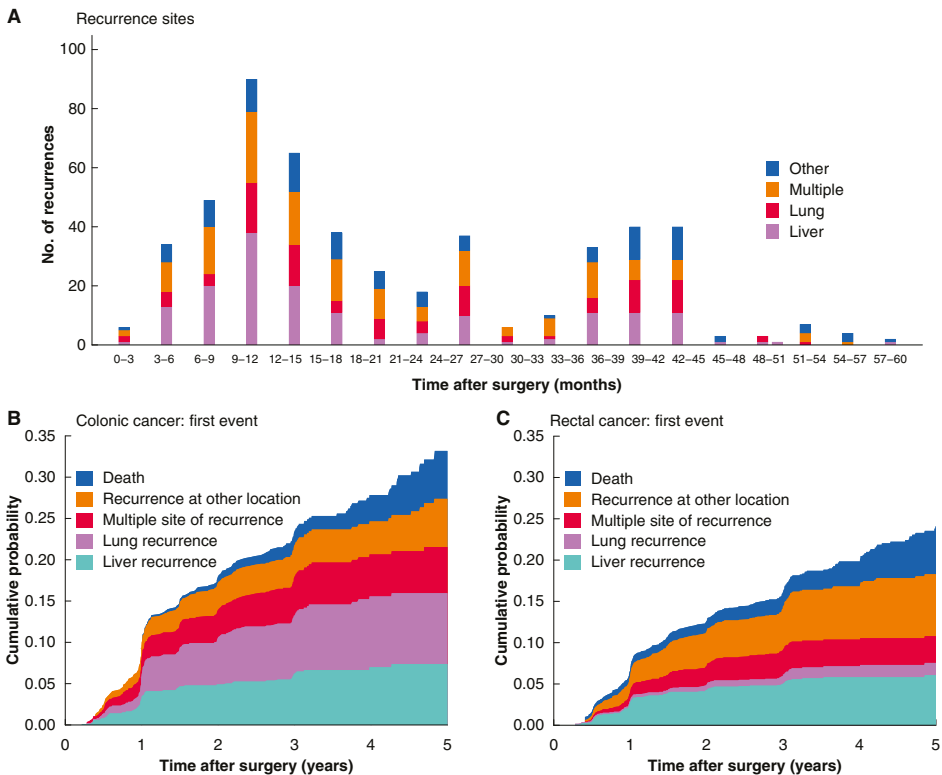 A
Recurrence sites
100
80
60
40
20
0
No. of recurrences
Other
Multiple
Lung
Liver
0–3 3–6 6–9 9–12 12–15 15–18 18–21 21–24 24–27 27–30 30–33 33–36 36–39 39–42 42–45 45–48 48–51 51–54 54–57 57–60
Time after surgery (months)
B
Colonic cancer: first event
0.35
0.30
0.25
0.20
0.15
0.10
0.05
0.00
Cumulative probability
Death
Recurrence at other location
Multiple site of recurrence
Lung recurrence
Liver recurrence
0 1 2 3 4 5
Time after surgery (years)
C
Rectal cancer: first event
0.35
0.30
0.25
0.20
0.15
0.10
0.05
0.00
Cumulative probability
Death
Recurrence at other location
Multiple site of recurrence
Lung recurrence
Liver recurrence
0 1 2 3 4 5
Time after surgery (years)